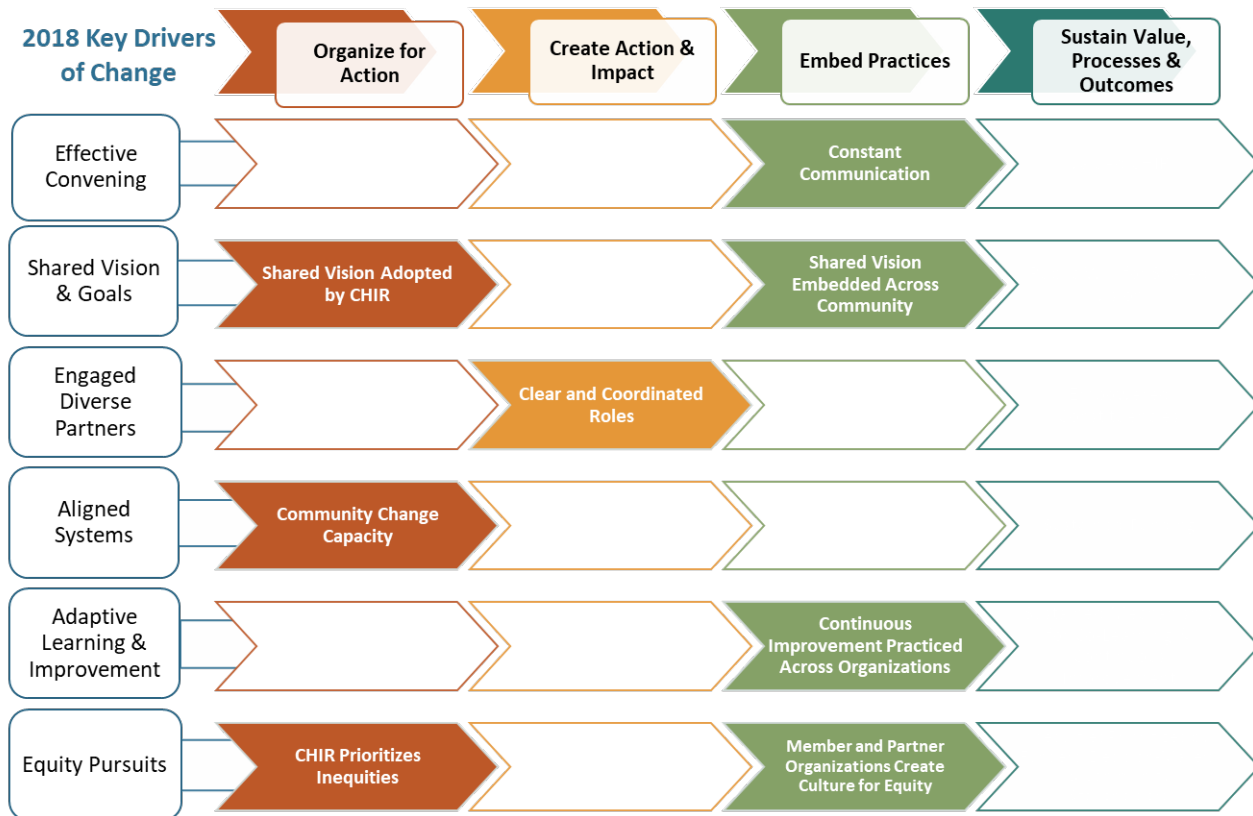 2018 Key Drivers
of Change
Organize for
Action
Create Action &
Impact
Embed Practices
Sustain Value,
Processes &
Outcomes
Effective
Convening
Constant
Communication
Shared Vision
& Goals
Shared Vision Adopted
by CHIR
Shared Vision
Embedded Across
Community
Engaged
Diverse
Partners
Clear and Coordinated
Roles
Aligned
Systems
Community Change
Capacity
Adaptive
Learning &
Improvement
Continuous
Improvement Practiced
Across Organizations
Equity Pursuits
CHIR Prioritizes
Inequities
Member and Partner
Organizations Create
Culture for Equity